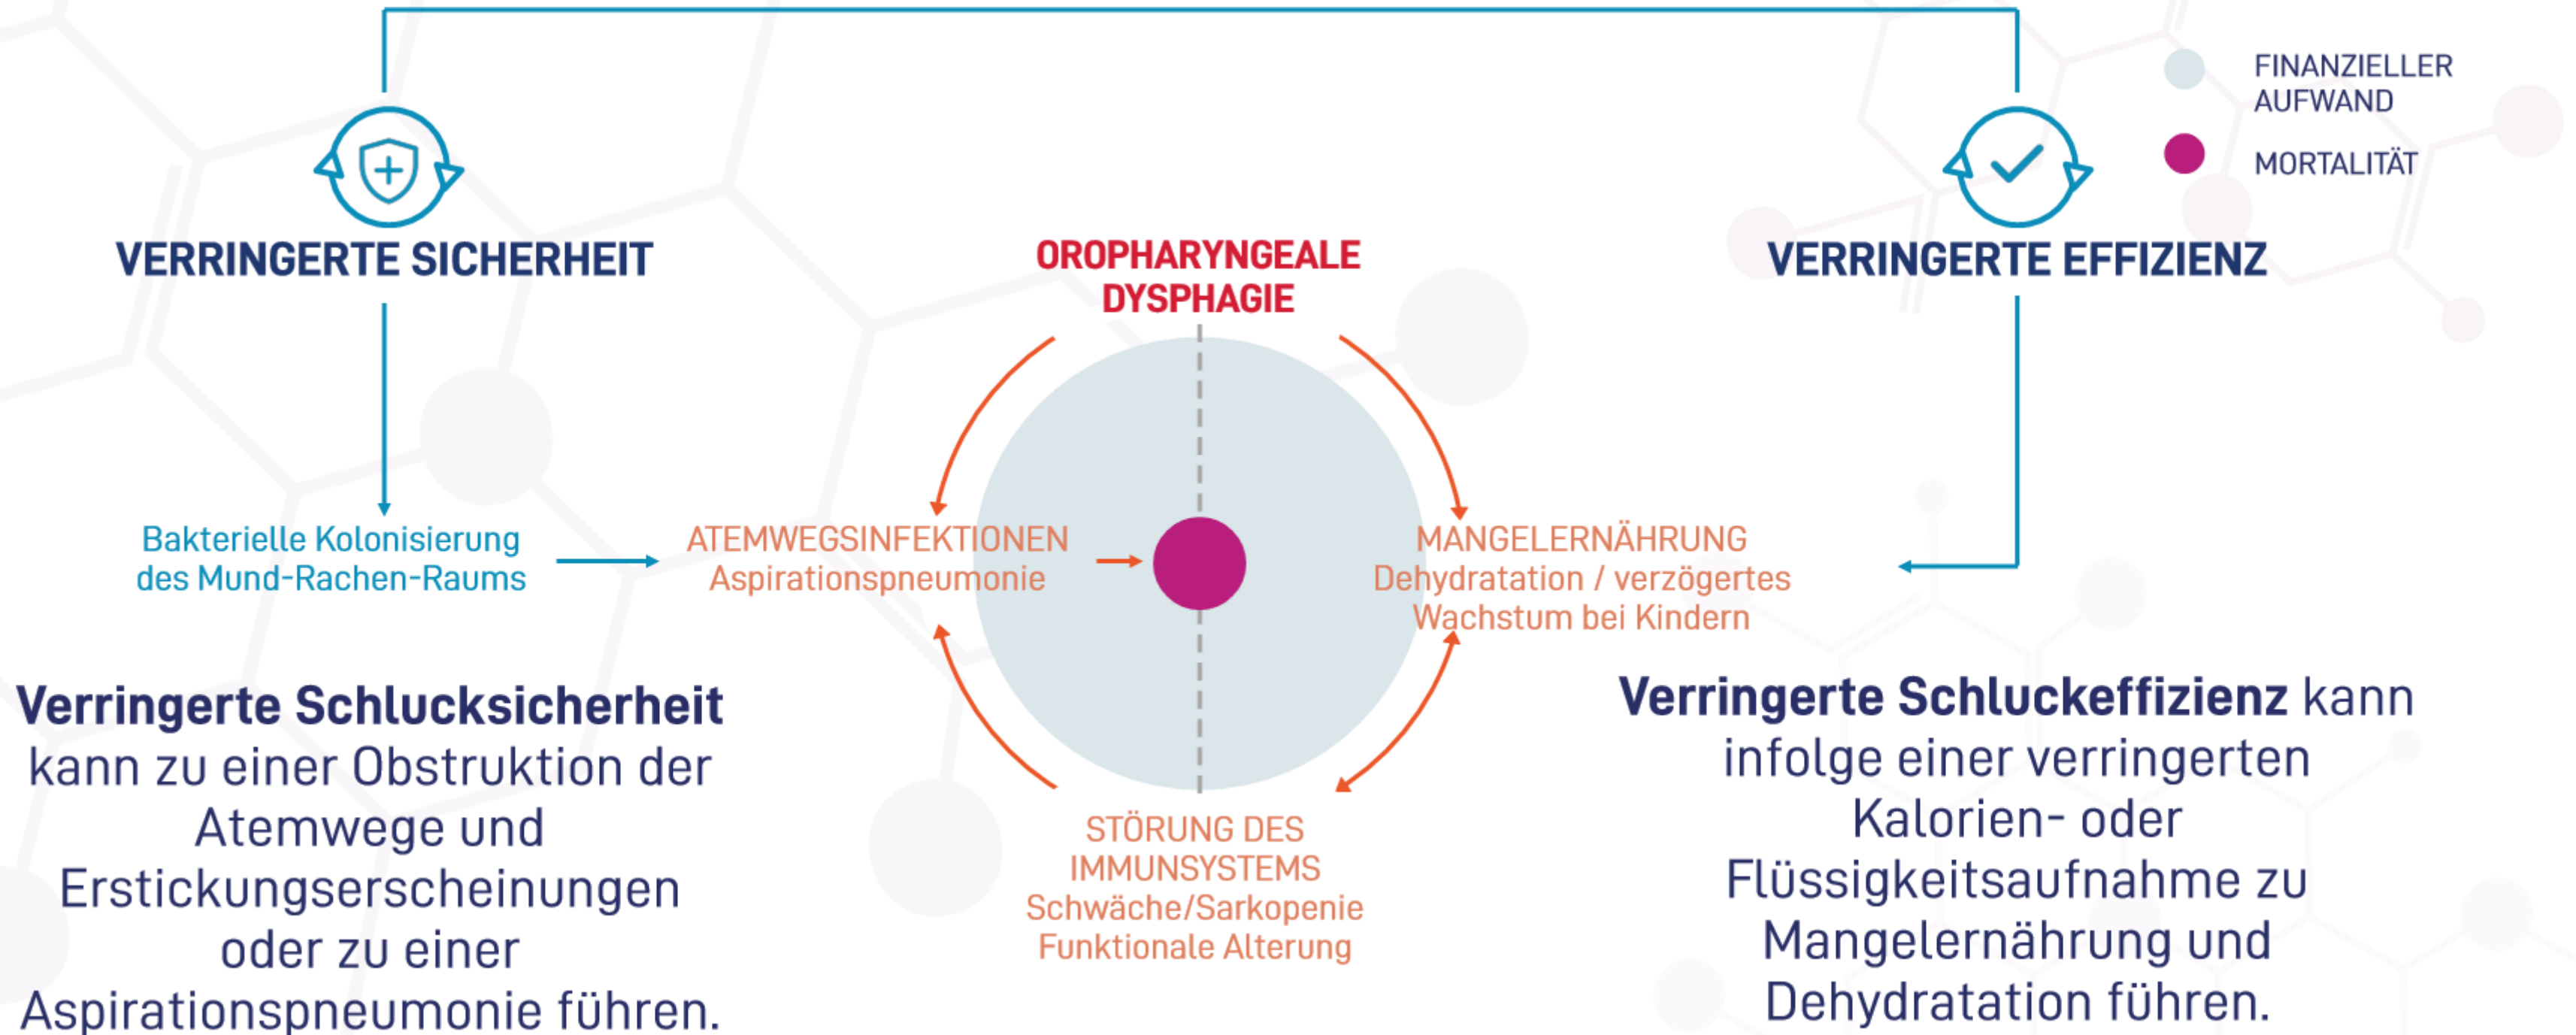 FINANZIELLER
AUFWAND
MORTALITÄT
VERRINGERTE SICHERHEIT
OROPHARYNGEALE
DYSPHAGIE
VERRINGERTE EFFIZIENZ
Bakterielle Kolonisierung
des Mund-Rachen-Raums
ATEMWEGSINFEKTIONEN
Aspirationspneumonie
MANGELERNÄHRUNG
Dehydratation / verzögertes
Wachstum bei Kindern
Verringerte Schlucksicherheit
kann zu einer Obstruktion der
Atemwege und
Erstickungserscheinungen
oder zu einer
Aspirationspneumonie führen.
STÖRUNG DES
IMMUNSYSTEMS
Schwäche/Sarkopenie
Funktionale Alterung
Verringerte Schluckeffizienz kann
infolge einer verringerten
Kalorien- oder
Flüssigkeitsaufnahme zu
Mangelernährung und
Dehydratation führen.